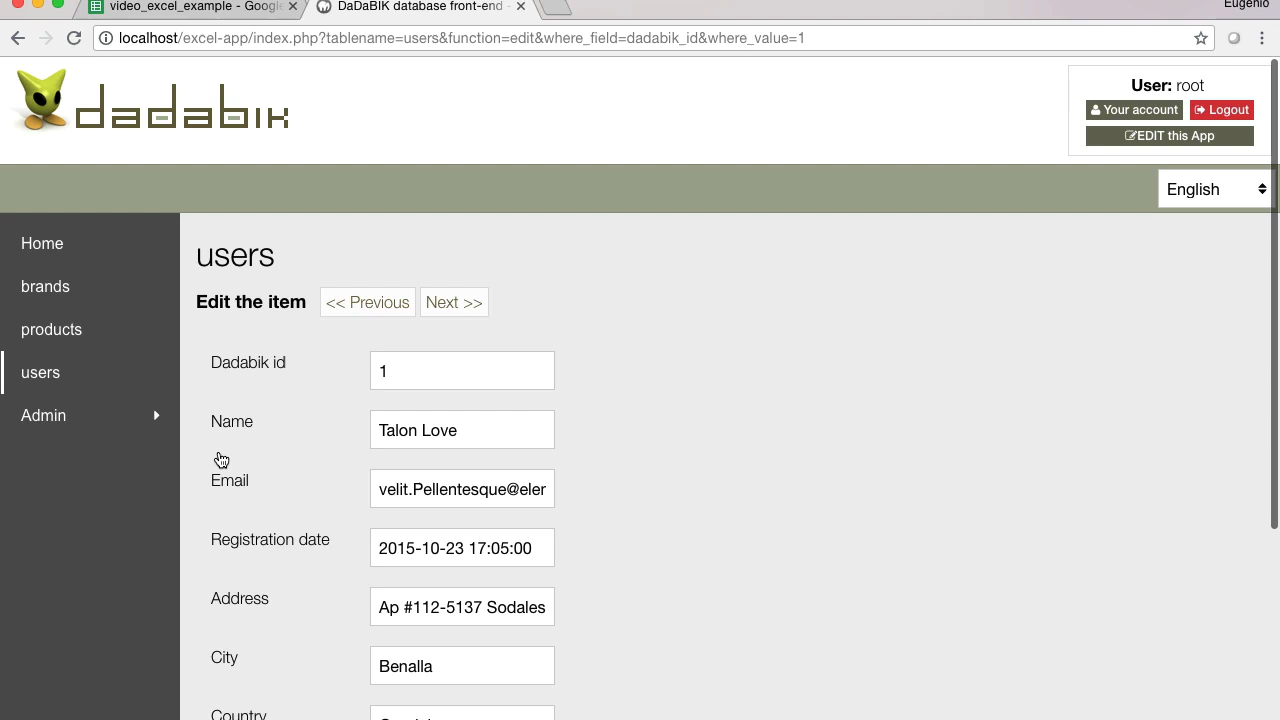 video_excel_example - Google
DaDaBIK database front-end -
Eugenio
localhost/excel-app/index.php?tablename=users&function=edit&where_field=dadabik_id&where_value=1
dadabik
User: root
Your account
Logout
EDIT this App
English
Home
brands
products
users
Admin
users
Edit the item
<< Previous
Next >>
Dadabik id
1
Name
Talon Love
Email
velit.Pellentesque@eler
Registration date
2015-10-23 17:05:00
Address
Ap #112-5137 Sodales
City
Benalla
Country